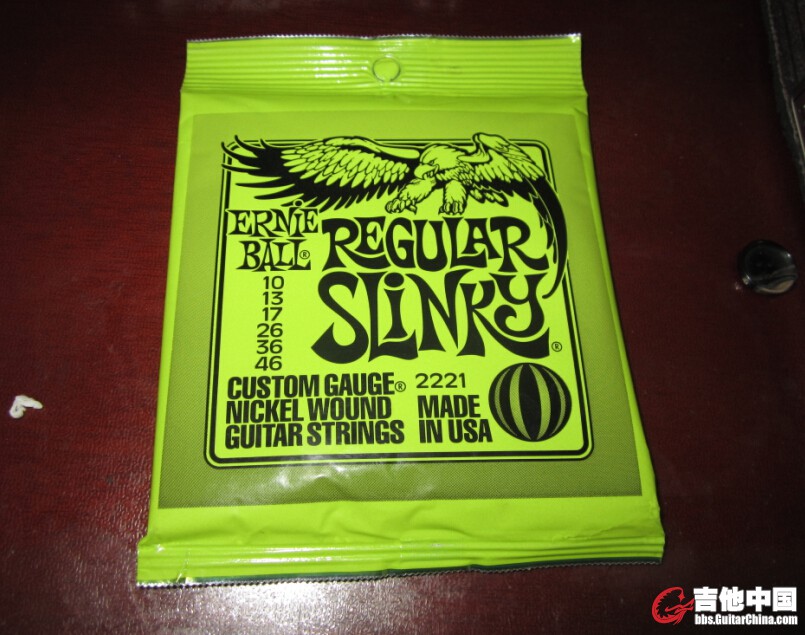 ERNIE BALL®
REGULAR SLINKY®
10
13
17
26
36
46
CUSTOM GAUGE® 2221
NICKEL WOUND
GUITAR STRINGS
MADE
IN USA
吉他中国
bbs.GuitarChina.com